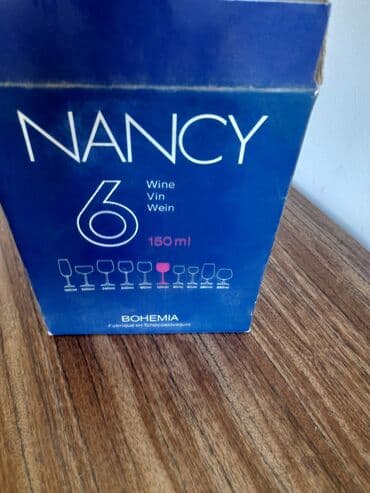 NANCY
6
Wine
Vin
Wein
150 ml
BOHEMIA
Fabriqué en Tchécoslovaquie